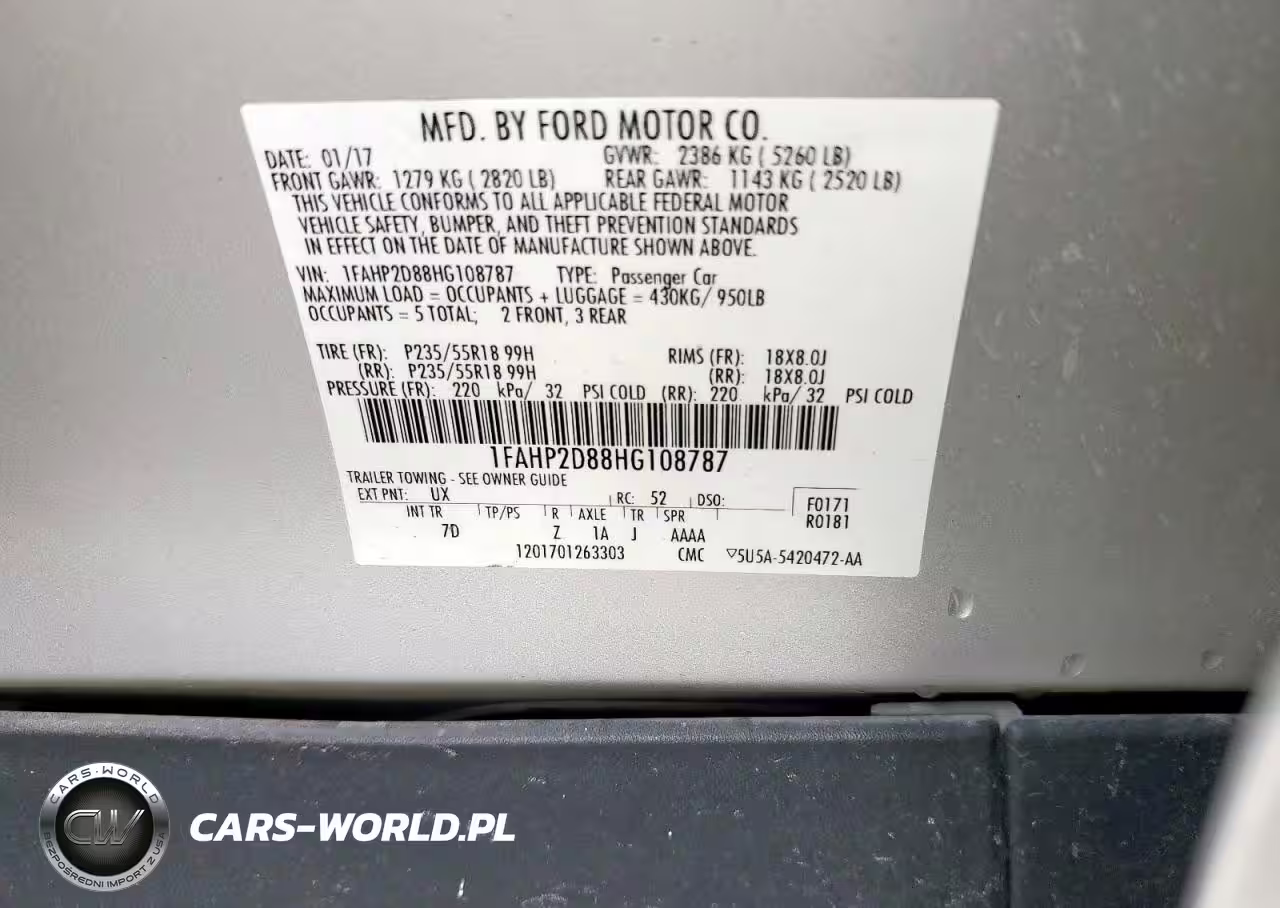 MFD. BY FORD MOTOR CO.
DATE: 01/17 GVWR: 2386 KG ( 5260 LB)
FRONT GAWR: 1279 KG ( 2820 LB) REAR GAWR: 1143 KG ( 2520 LB)
THIS VEHICLE CONFORMS TO ALL APPLICABLE FEDERAL MOTOR
VEHICLE SAFETY, BUMPER, AND THEFT PREVENTION STANDARDS
IN EFFECT ON THE DATE OF MANUFACTURE SHOWN ABOVE.
VIN: 1FAHP2D88HG108787 TYPE: Passenger Car
MAXIMUM LOAD = OCCUPANTS + LUGGAGE = 430KG/ 950LB
OCCUPANTS = 5 TOTAL; 2 FRONT, 3 REAR
TIRE (FR): P235/55R18 99H RIMS (FR): 18X8.0J
(RR): P235/55R18 99H (RR): 18X8.0J
PRESSURE (FR): 220 kPa/ 32 PSI COLD (RR): 220 kPa/ 32 PSI COLD
1FAHP2D88HG108787
TRAILER TOWING - SEE OWNER GUIDE
EXT PNT: UX RC: 52 DSO: F0171
INT TR TP/PS R AXLE TR SPR R0181
7D Z 1A J AAAA
1201701263303 CMC ▽5U5A-5420472-AA
CARS-WORLD
CW
BEZPOŚREDNI IMPORT Z USA
CARS-WORLD.PL